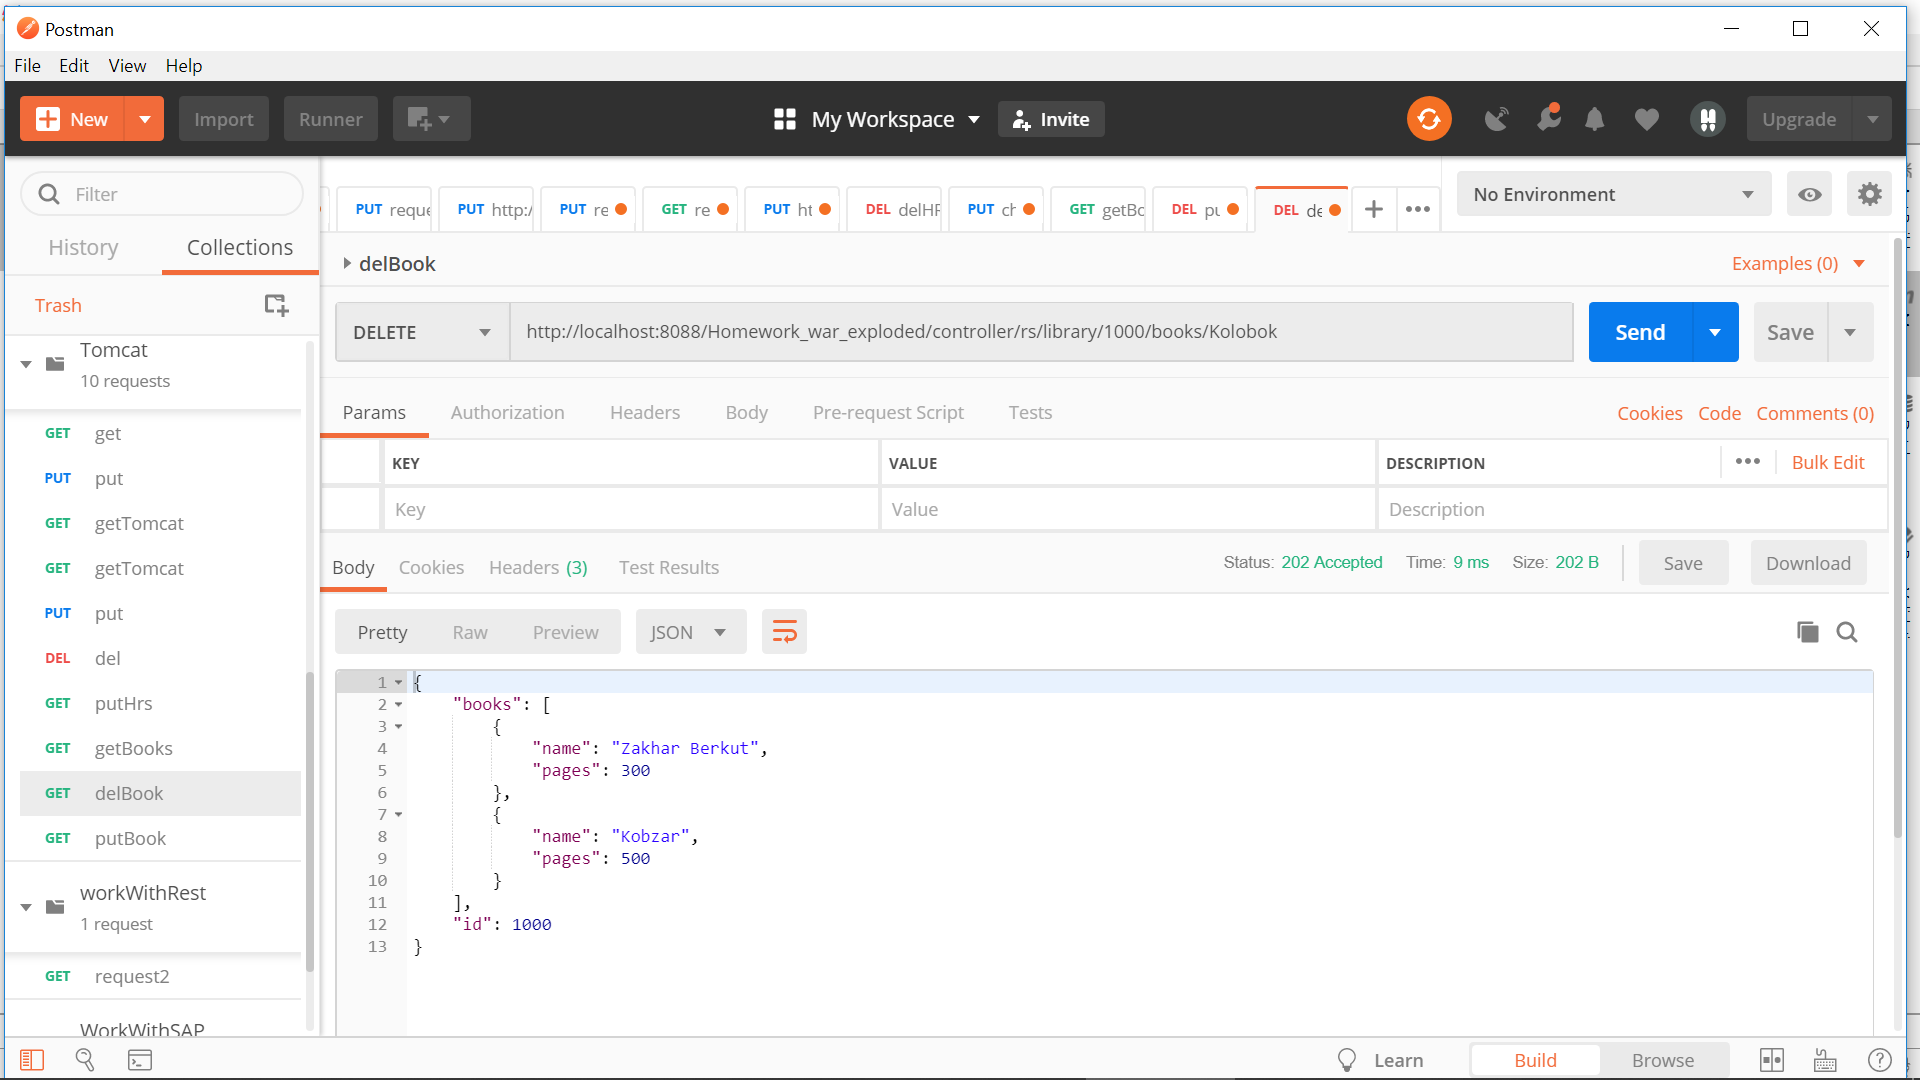 Postman
File Edit View Help
New Import Runner My Workspace Invite Upgrade
Filter
History Collections
Trash
Tomcat
10 requests
GET get
PUT put
GET getTomcat
GET getTomcat
PUT put
DEL del
GET putHrs
GET getBooks
GET delBook
GET putBook
workWithRest
1 request
GET request2
WorkWithSAP
PUT reque PUT http:/ PUT re GET re PUT ht DEL delHR PUT ch GET getBo DEL pu DEL de
No Environment
delBook
Examples (0)
DELETE http://localhost:8088/Homework_war_exploded/controller/rs/library/1000/books/Kolobok Send Save
Params Authorization Headers Body Pre-request Script Tests Cookies Code Comments (0)
KEY VALUE DESCRIPTION Bulk Edit
Key Value Description
Body Cookies Headers (3) Test Results Status: 202 Accepted Time: 9 ms Size: 202 B Save Download
Pretty Raw Preview JSON
1 {
2 "books": [
3 {
4 "name": "Zakhar Berkut",
5 "pages": 300
6 },
7 {
8 "name": "Kobzar",
9 "pages": 500
10 }
11 ],
12 "id": 1000
13 }
Learn Build Browse